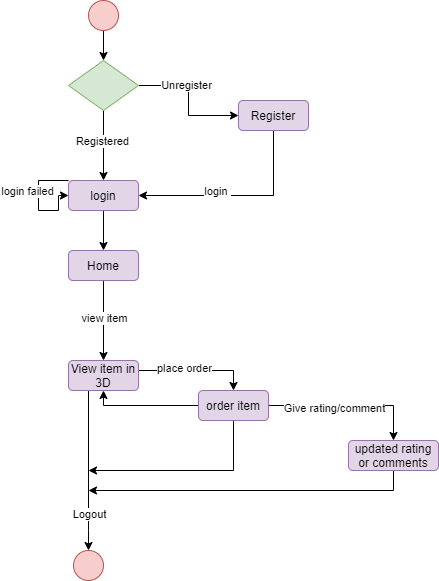 Unregister
Register
Registered
login failed
login
login
Home
view item
View item in
3D
place order
order item
Give rating/comment
updated rating
or comments
Logout